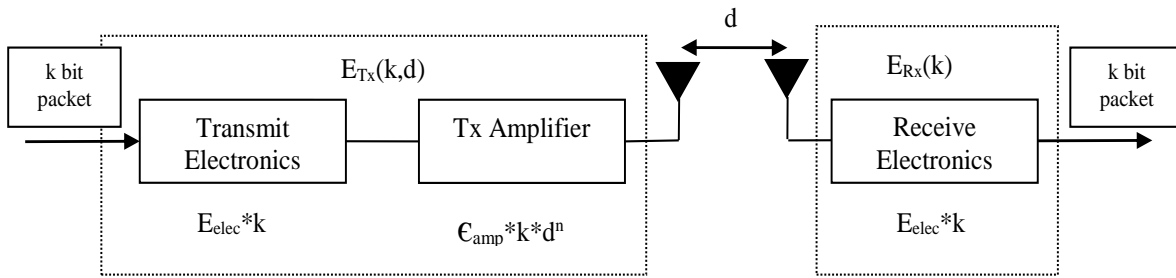 d
k bit
packet
E_Tx(k,d)
E_Rx(k)
k bit
packet
Transmit
Electronics
Tx Amplifier
Receive
Electronics
E_elec*k
Є_amp*k*d^n
E_elec*k